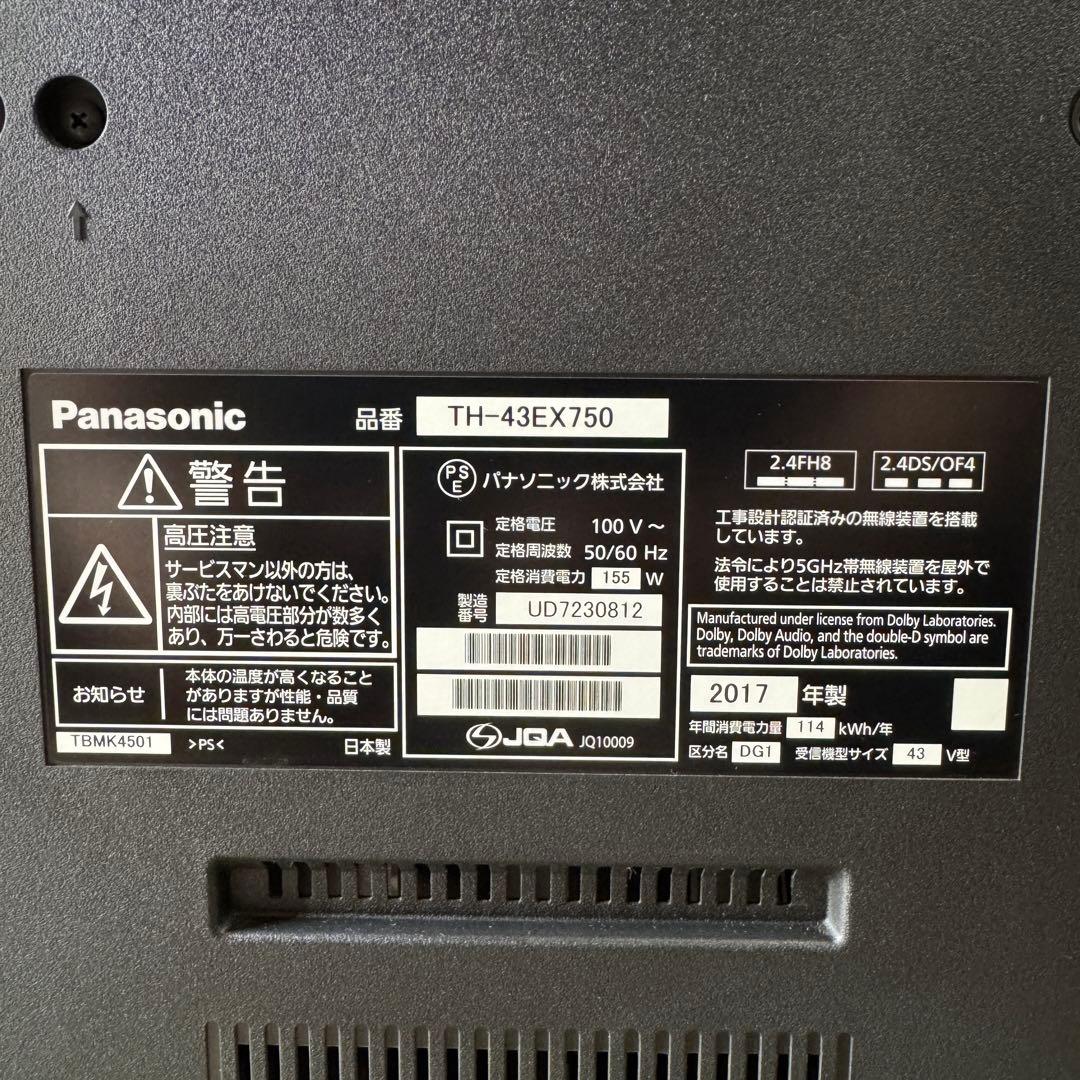 Panasonic
品番 TH-43EX750
警告
高圧注意
サービスマン以外の方は、
裏ぶたをあけないでください。
内部には高電圧部分が数多く
あり、万一さわると危険です。
お知らせ
本体の温度が高くなること
がありますが性能・品質
には問題ありません。
TBMK4501 >PS< 日本製
PSE パナソニック株式会社
定格電圧 100 V ~
定格周波数 50/60 Hz
定格消費電力 155 W
製造
番号 UD7230812
JQA JQ10009
2.4FH8 2.4DS/OF4
工事設計認証済みの無線装置を搭載
しています。
法令により5GHz帯無線装置を屋外で
使用することは禁止されています。
Manufactured under license from Dolby Laboratories.
Dolby, Dolby Audio, and the double-D symbol are
trademarks of Dolby Laboratories.
2017 年製
年間消費電力量 114 kWh/年
区分名 DG1 受信機型サイズ 43 V型